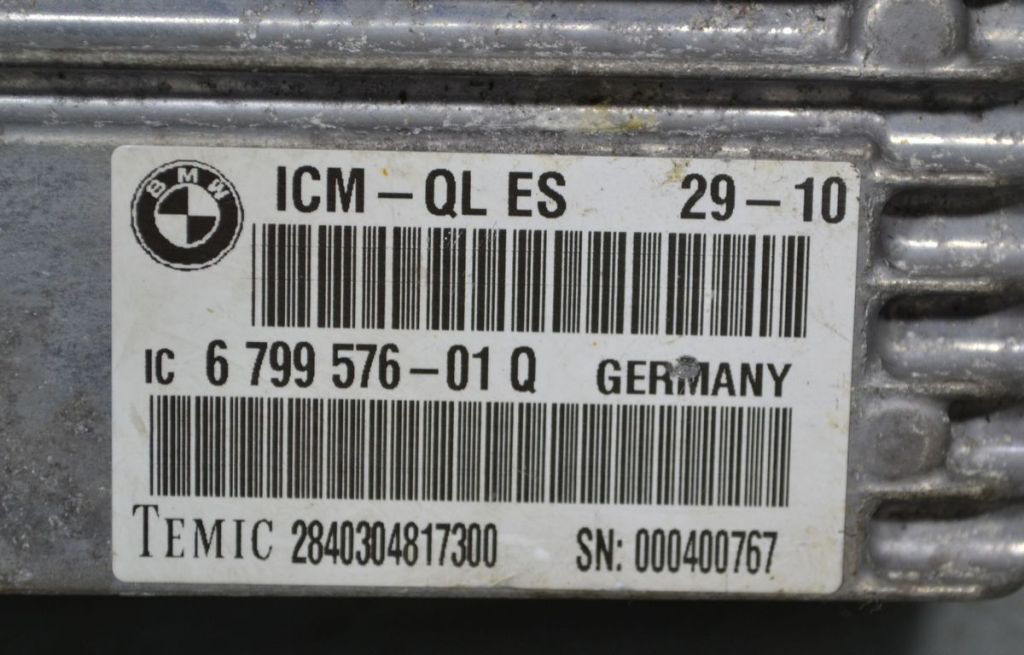 BMW
ICM – QL ES 29 – 10
IC 6 799 576 – 01 Q GERMANY
TEMIC 2840304817300 SN: 000400767